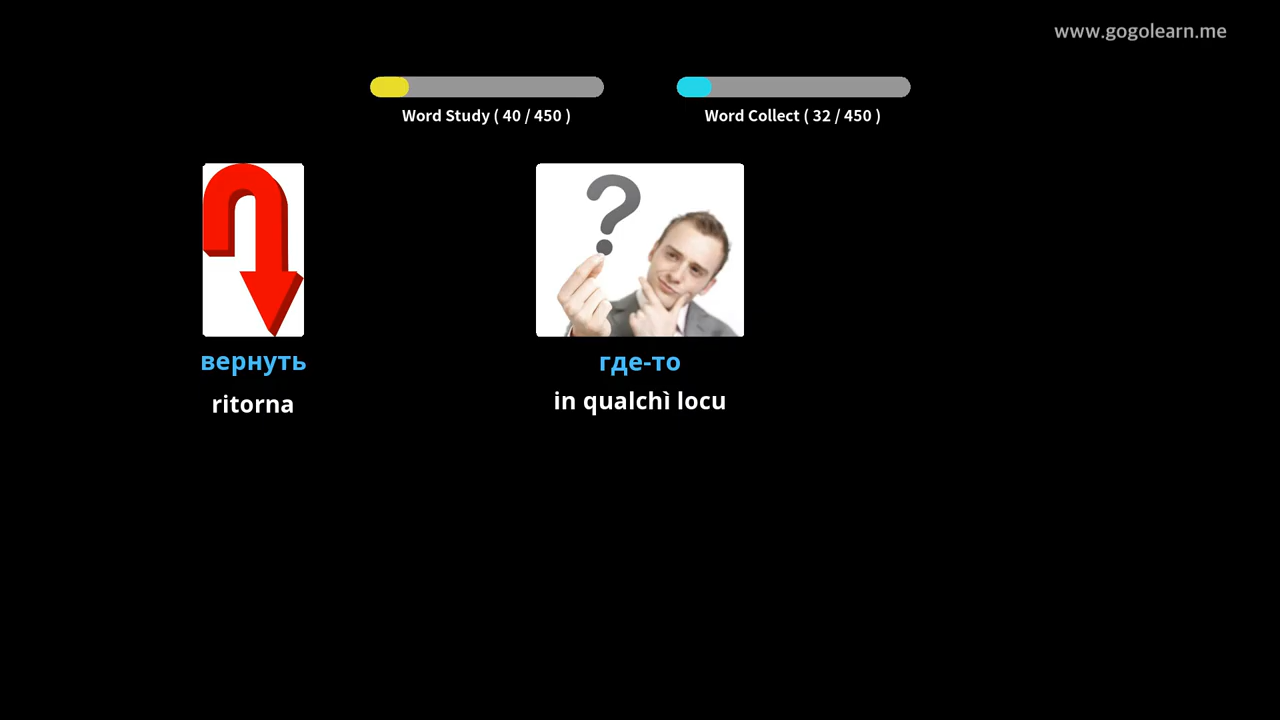 www.gogolearn.me
Word Study ( 40 / 450 )
Word Collect ( 32 / 450 )
вернуть
ritorna
где-то
in qualchì locu